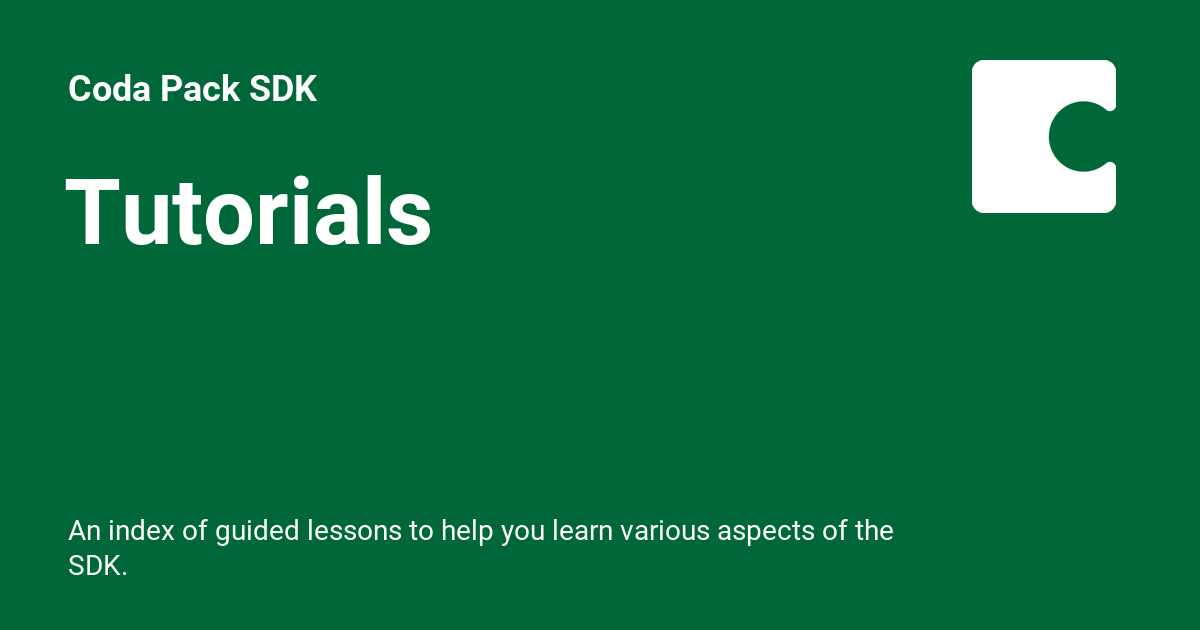 Coda Pack SDK
Tutorials
An index of guided lessons to help you learn various aspects of the
SDK.